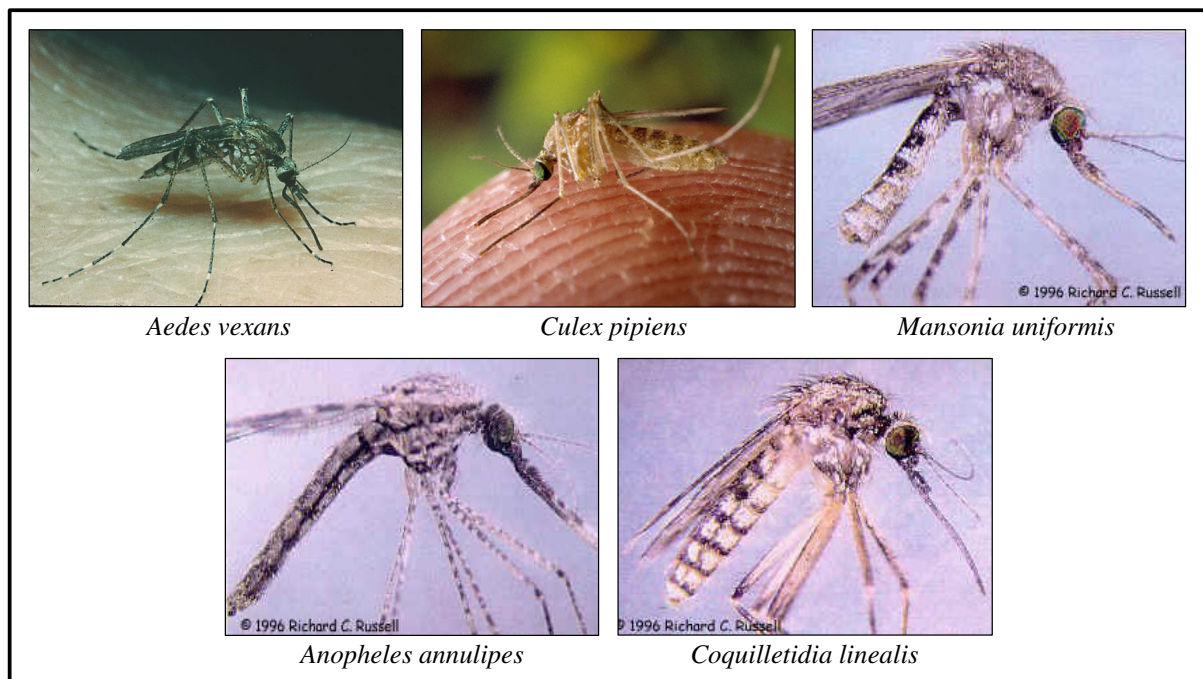 © 1996 Richard C. Russell
Aedes vexans
Culex pipiens
Mansonia uniformis
© 1996 Richard C. Russell
© 1996 Richard C. Russell
Anopheles annulipes
Coquilletidia linealis